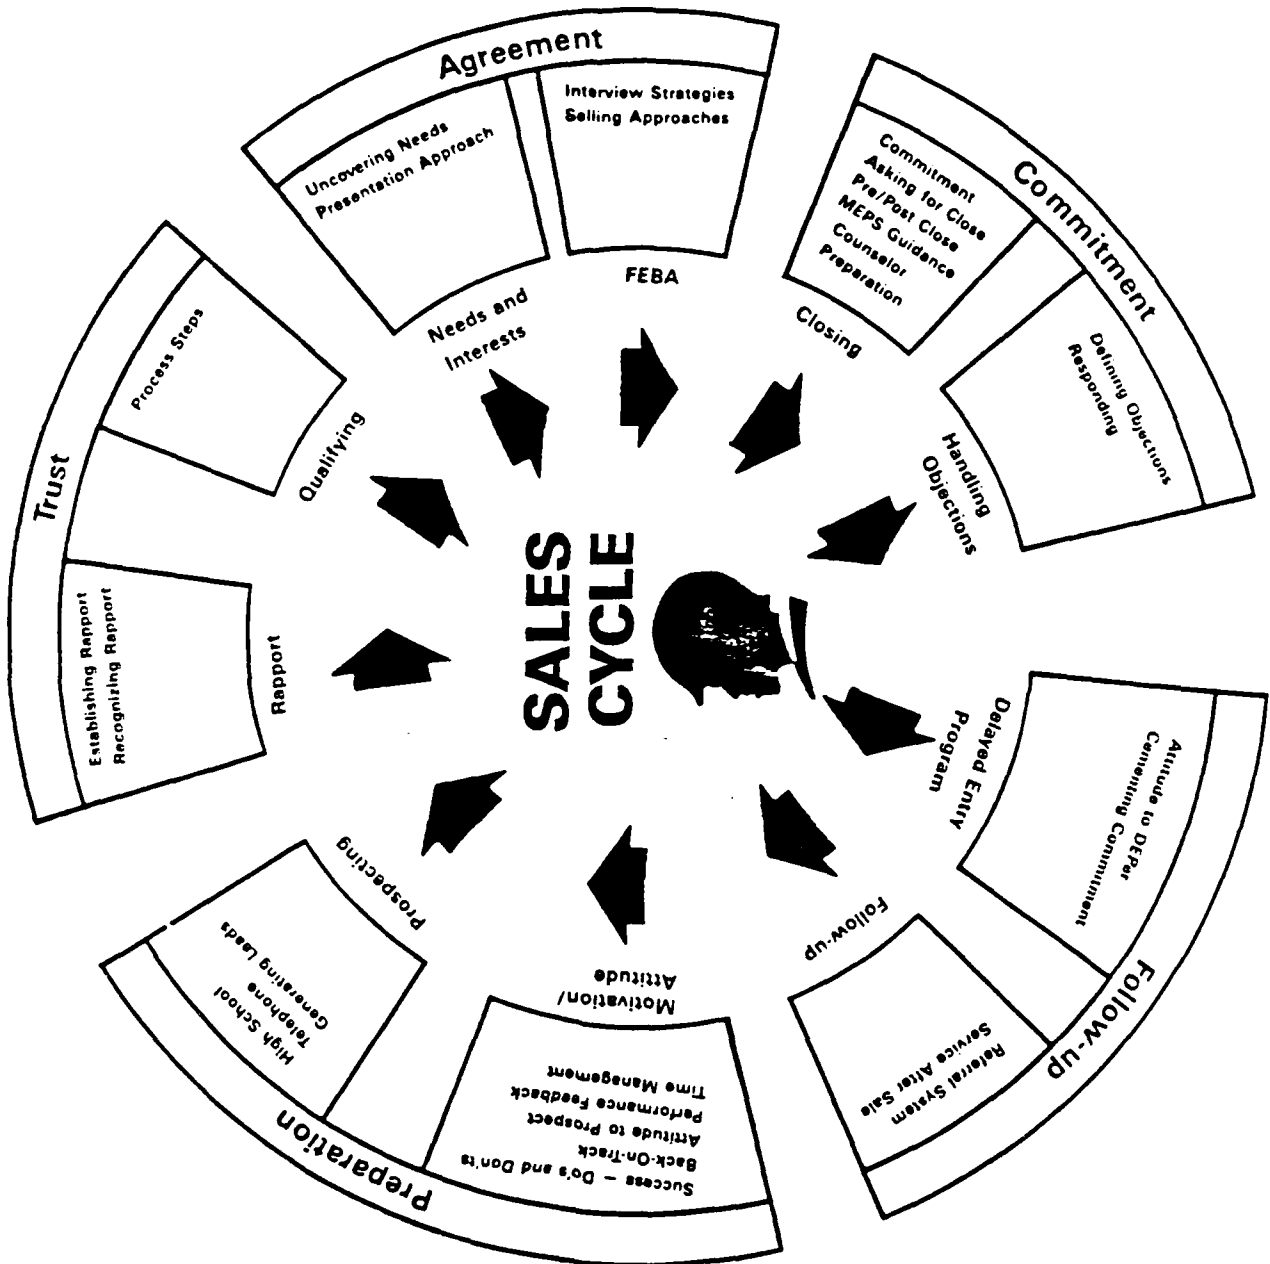 SALES
CYCLE
Preparation
Motivation/
Attitude
Success — Do's and Don'ts
Back-On-Track
Attitude to Prospect
Performance Feedback
Time Management
Prospecting
High School
Telephone
Generating Leads
Trust
Rapport
Establishing Rapport
Recognizing Rapport
Qualifying
Process Steps
Agreement
Needs and
Interests
Uncovering Needs
Presentation Approach
FEBA
Interview Strategies
Selling Approaches
Commitment
Closing
Commitment
Asking for Close
Pre/Post Close
MEPS Guidance
Counselor
Preparation
Handling
Objections
Defining Objections
Responding
Follow-up
Delayed Entry
Program
Attitude to DEPer
Cementing Commitment
Follow-up
Referral System
Service After Sale